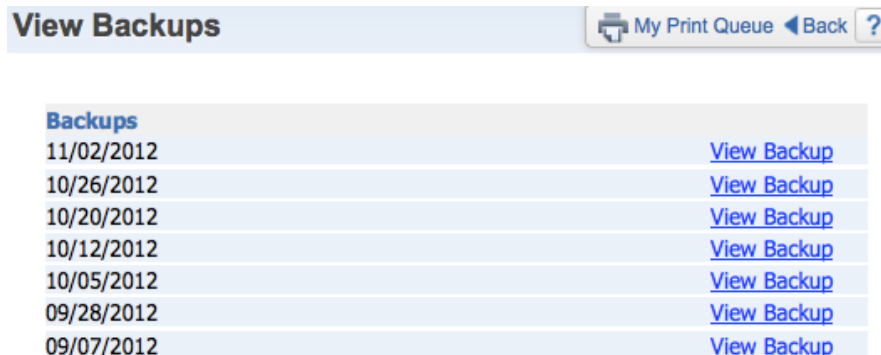 View Backups My Print Queue Back ?
Backups
11/02/2012 View Backup
10/26/2012 View Backup
10/20/2012 View Backup
10/12/2012 View Backup
10/05/2012 View Backup
09/28/2012 View Backup
09/07/2012 View Backup